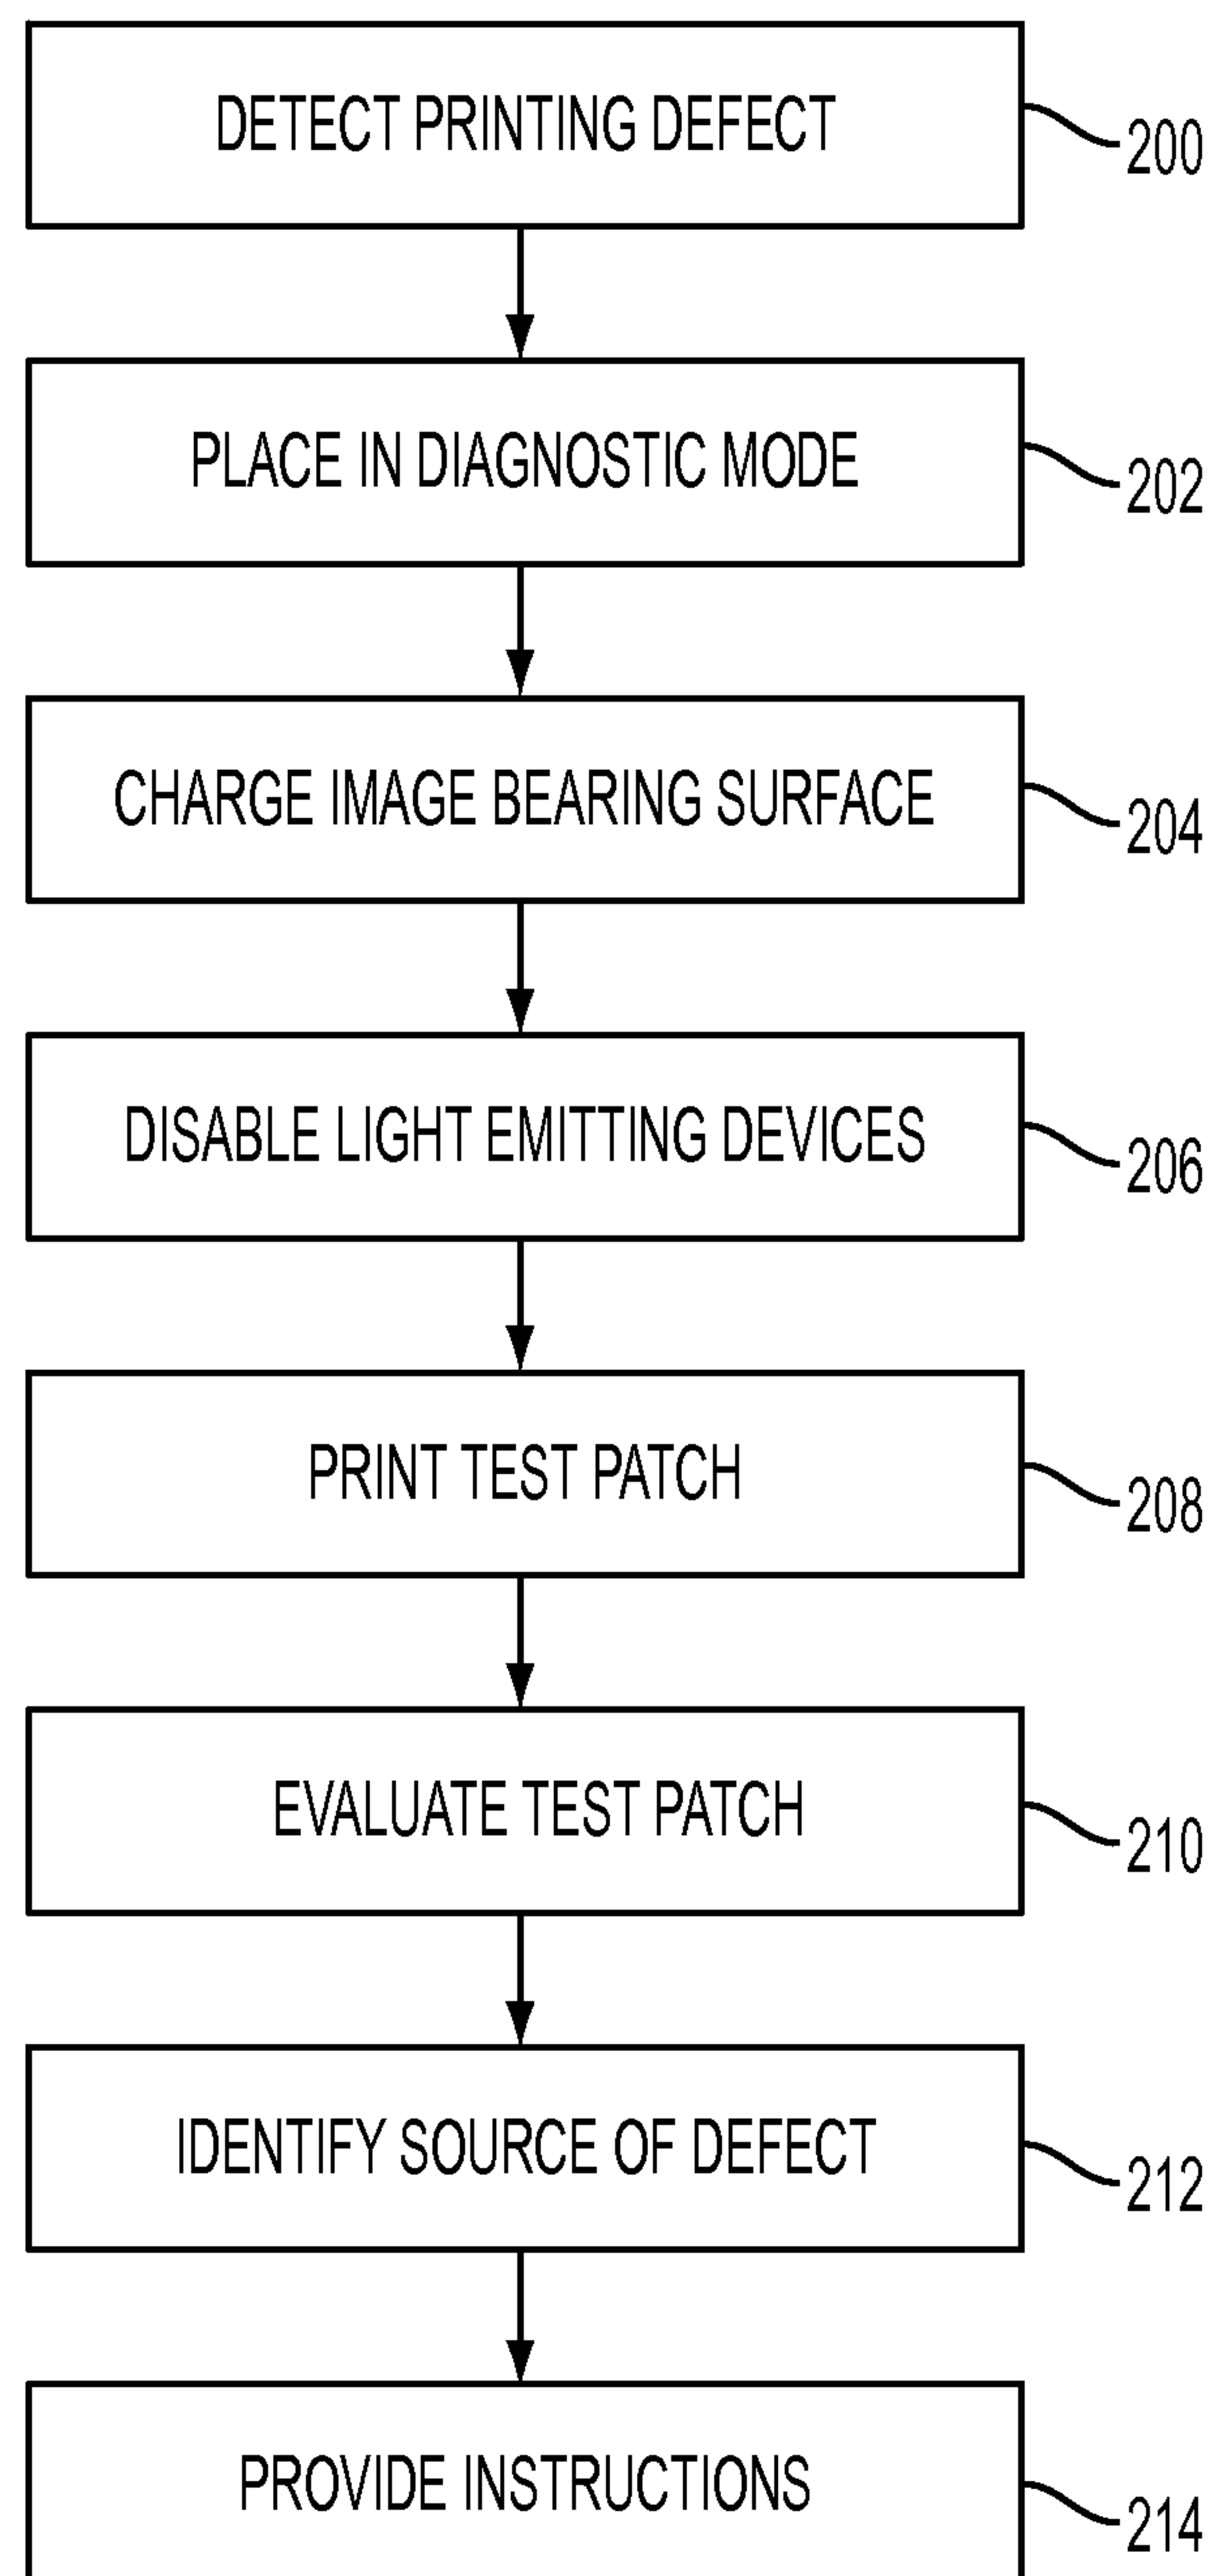 DETECT PRINTING DEFECT
200
PLACE IN DIAGNOSTIC MODE
202
CHARGE IMAGE BEARING SURFACE
204
DISABLE LIGHT EMITTING DEVICES
206
PRINT TEST PATCH
208
EVALUATE TEST PATCH
210
IDENTIFY SOURCE OF DEFECT
212
PROVIDE INSTRUCTIONS
214